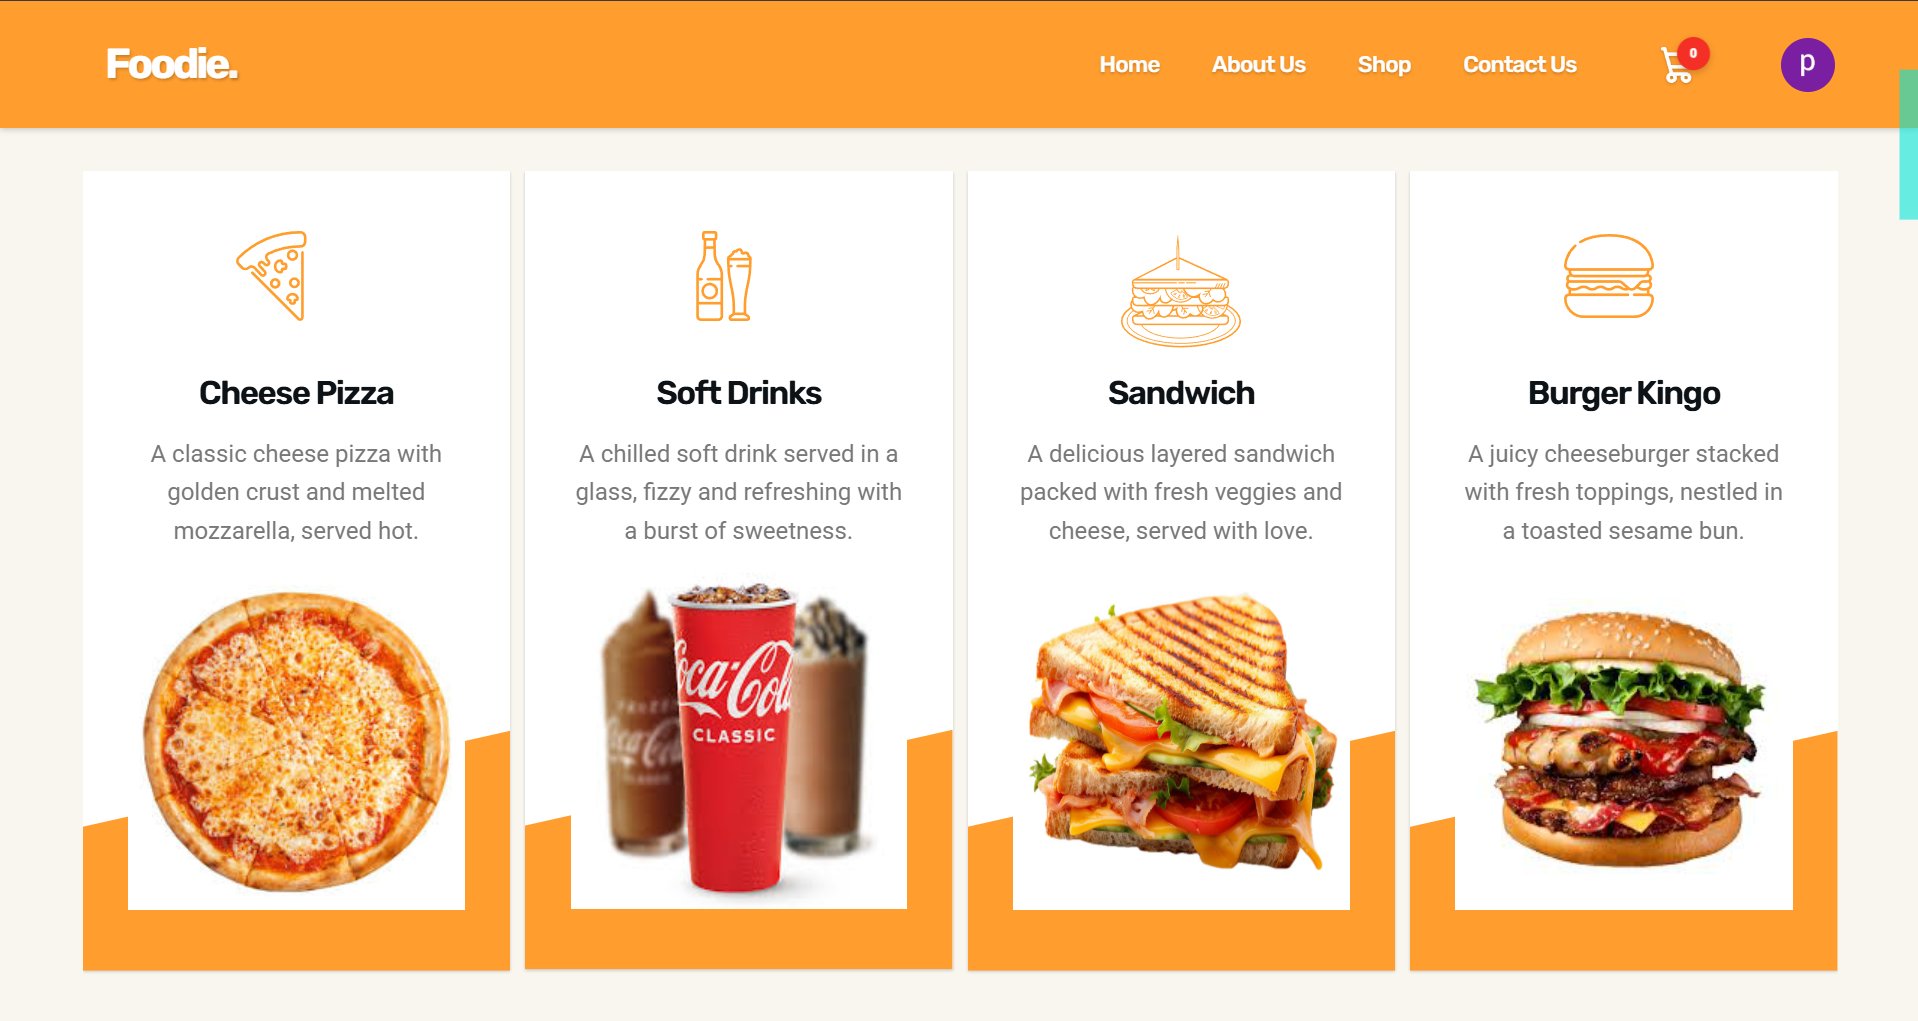 Foodie.
Home About Us Shop Contact Us 0 p
Cheese Pizza
A classic cheese pizza with
golden crust and melted
mozzarella, served hot.
Soft Drinks
A chilled soft drink served in a
glass, fizzy and refreshing with
a burst of sweetness.
Coca-Cola
CLASSIC
Sandwich
A delicious layered sandwich
packed with fresh veggies and
cheese, served with love.
Burger Kingo
A juicy cheeseburger stacked
with fresh toppings, nestled in
a toasted sesame bun.